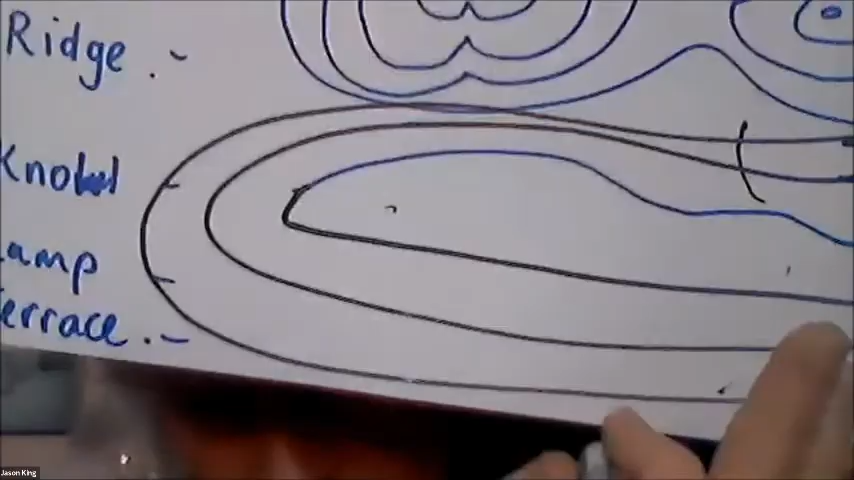 Ridge .-
Knoll
amp
errace .-
Jason King